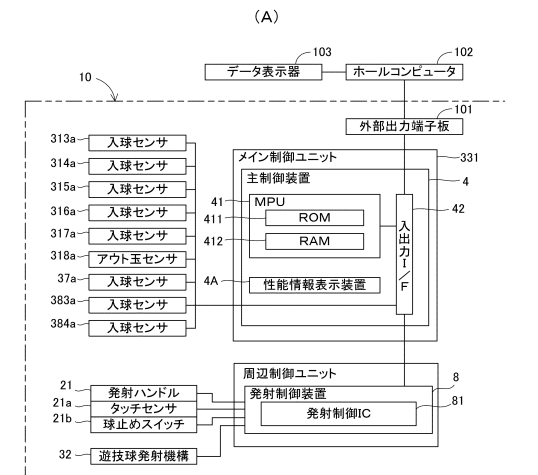 (A)
103
102
データ表示器
ホールコンピュータ
10
101
外部出力端子板
313a
入球センサ
314a
入球センサ
315a
入球センサ
316a
入球センサ
317a
入球センサ
318a
アウト玉センサ
37a
入球センサ
383a
入球センサ
384a
入球センサ
メイン制御ユニット
331
主制御装置
4
41
MPU
411
ROM
412
RAM
42
入出力I/F
4A
性能情報表示装置
周辺制御ユニット
発射制御装置
8
発射制御IC
81
21
発射ハンドル
21a
タッチセンサ
21b
球止めスイッチ
32
遊技球発射機構